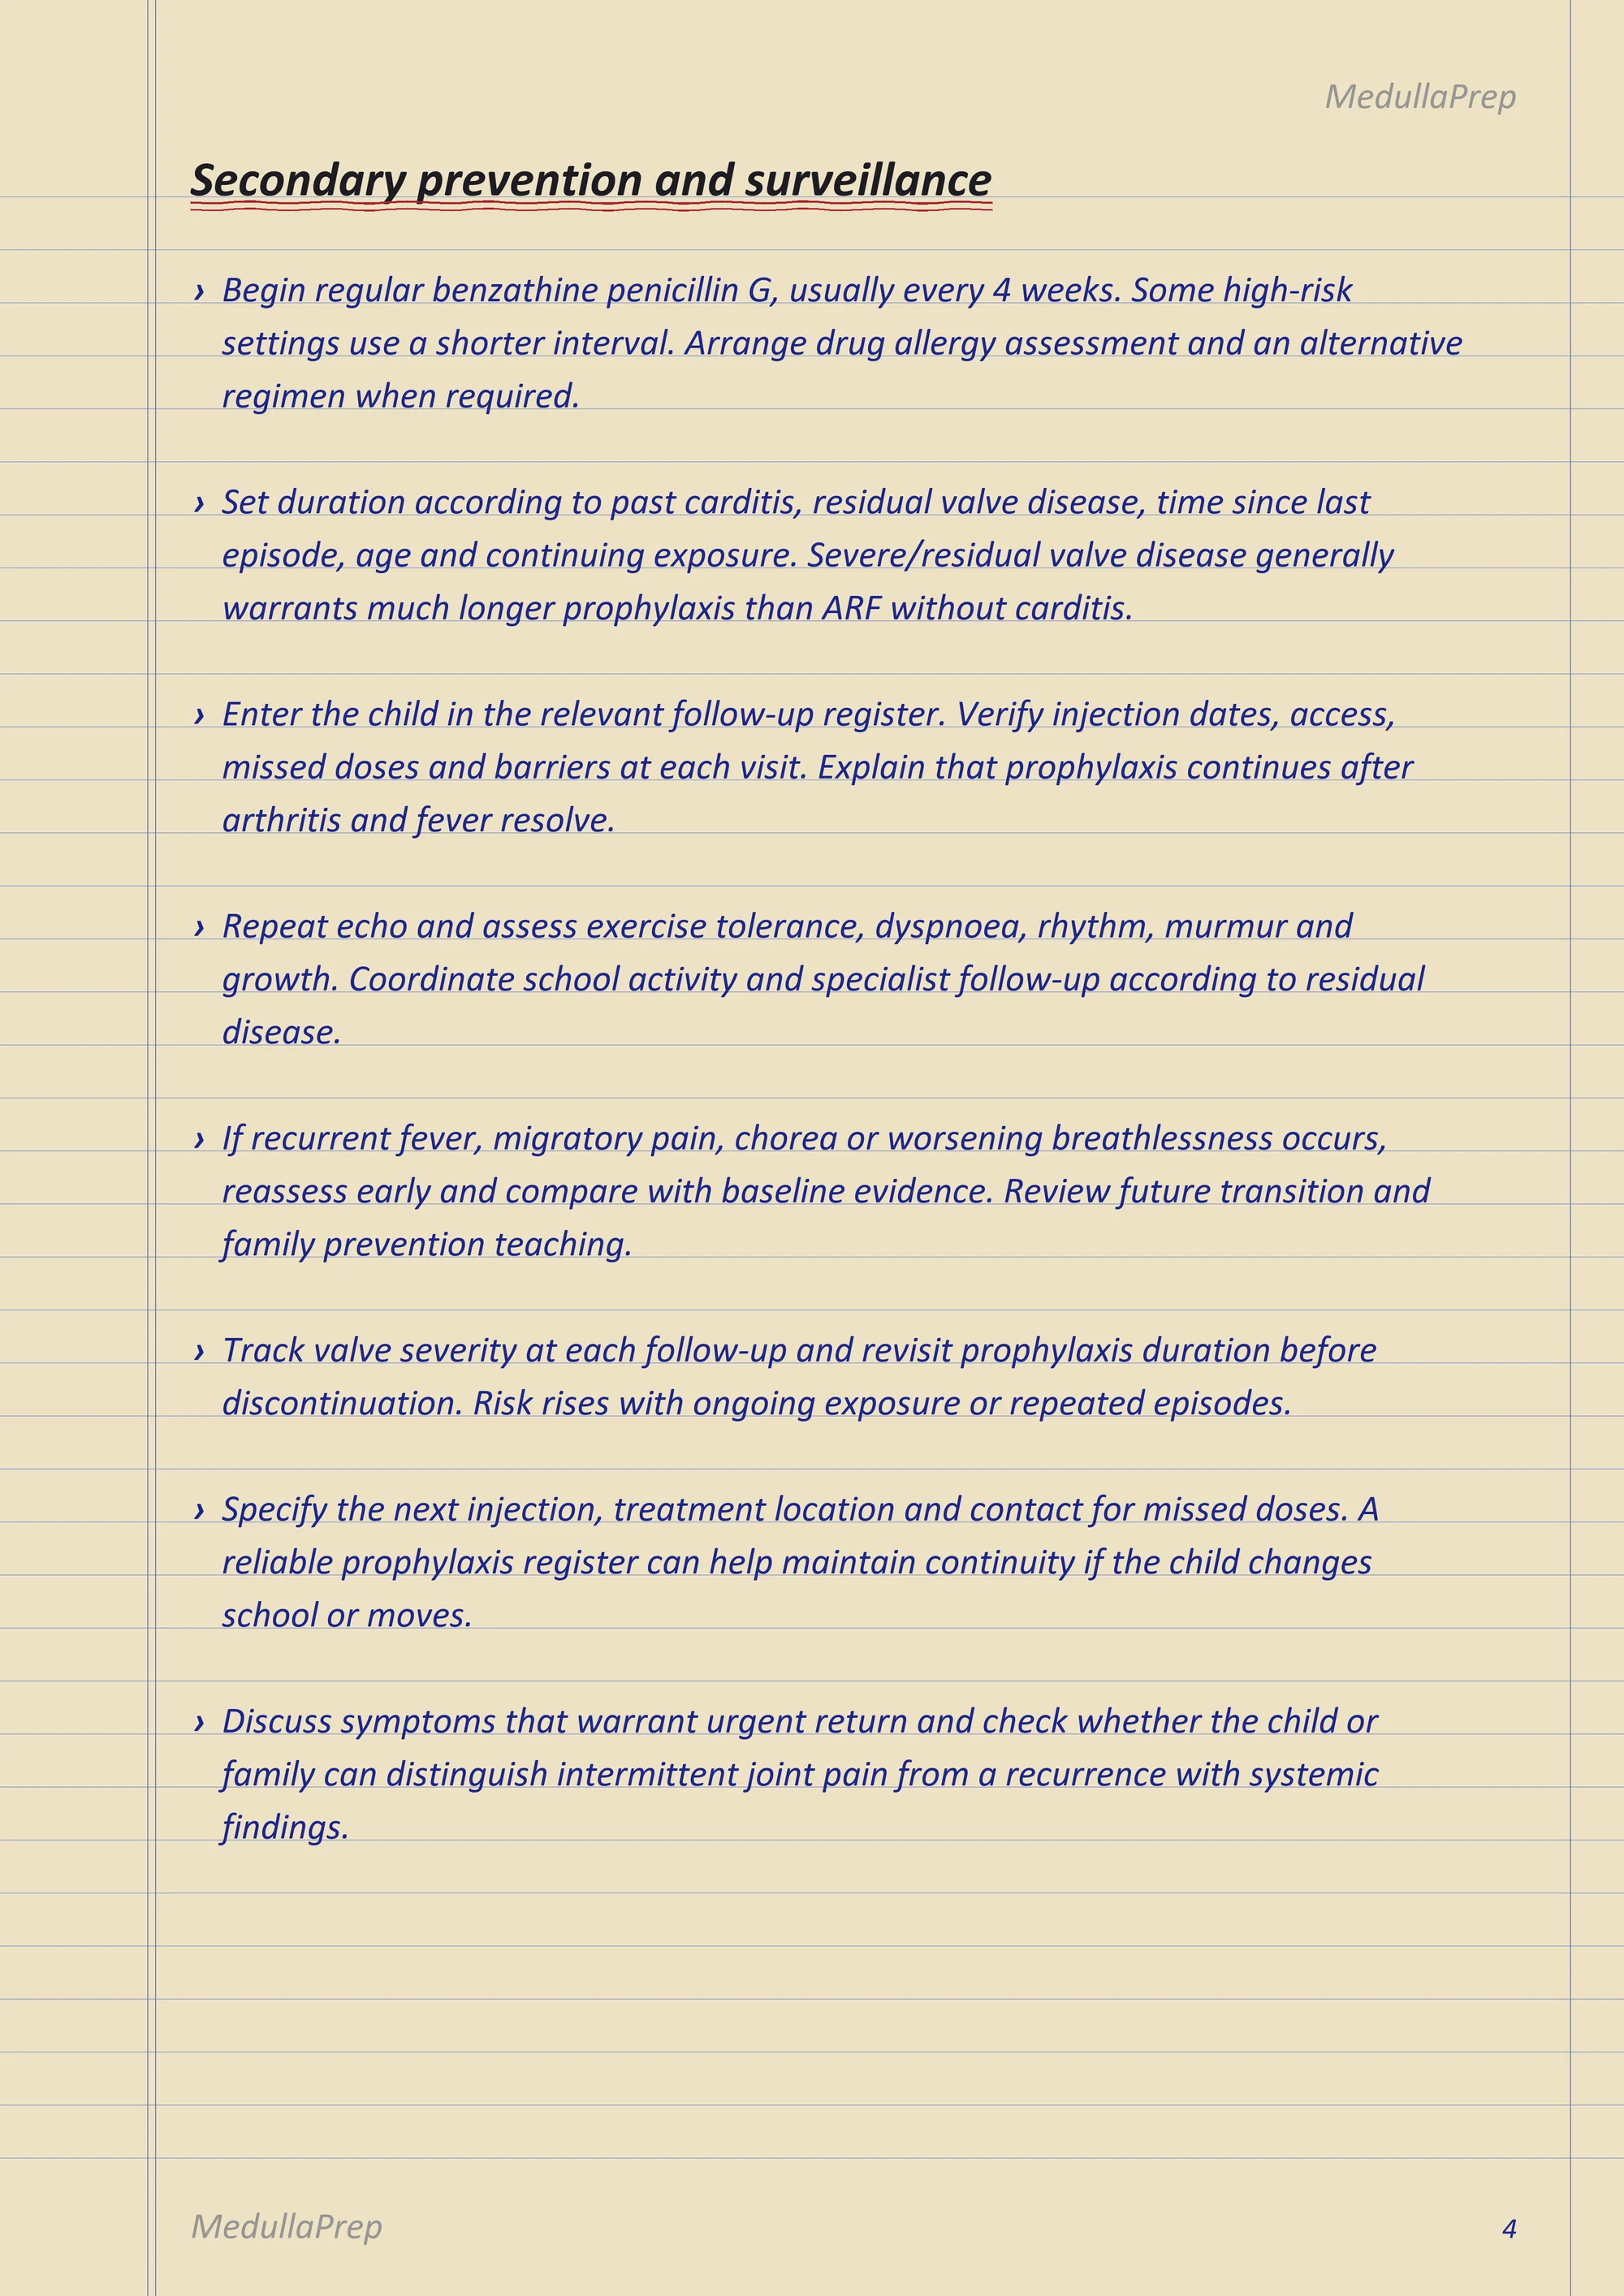 MedullaPrep
Secondary prevention and surveillance
› Begin regular benzathine penicillin G, usually every 4 weeks. Some high-risk
settings use a shorter interval. Arrange drug allergy assessment and an alternative
regimen when required.
› Set duration according to past carditis, residual valve disease, time since last
episode, age and continuing exposure. Severe/residual valve disease generally
warrants much longer prophylaxis than ARF without carditis.
› Enter the child in the relevant follow-up register. Verify injection dates, access,
missed doses and barriers at each visit. Explain that prophylaxis continues after
arthritis and fever resolve.
› Repeat echo and assess exercise tolerance, dyspnoea, rhythm, murmur and
growth. Coordinate school activity and specialist follow-up according to residual
disease.
› If recurrent fever, migratory pain, chorea or worsening breathlessness occurs,
reassess early and compare with baseline evidence. Review future transition and
family prevention teaching.
› Track valve severity at each follow-up and revisit prophylaxis duration before
discontinuation. Risk rises with ongoing exposure or repeated episodes.
› Specify the next injection, treatment location and contact for missed doses. A
reliable prophylaxis register can help maintain continuity if the child changes
school or moves.
› Discuss symptoms that warrant urgent return and check whether the child or
family can distinguish intermittent joint pain from a recurrence with systemic
findings.
MedullaPrep
4